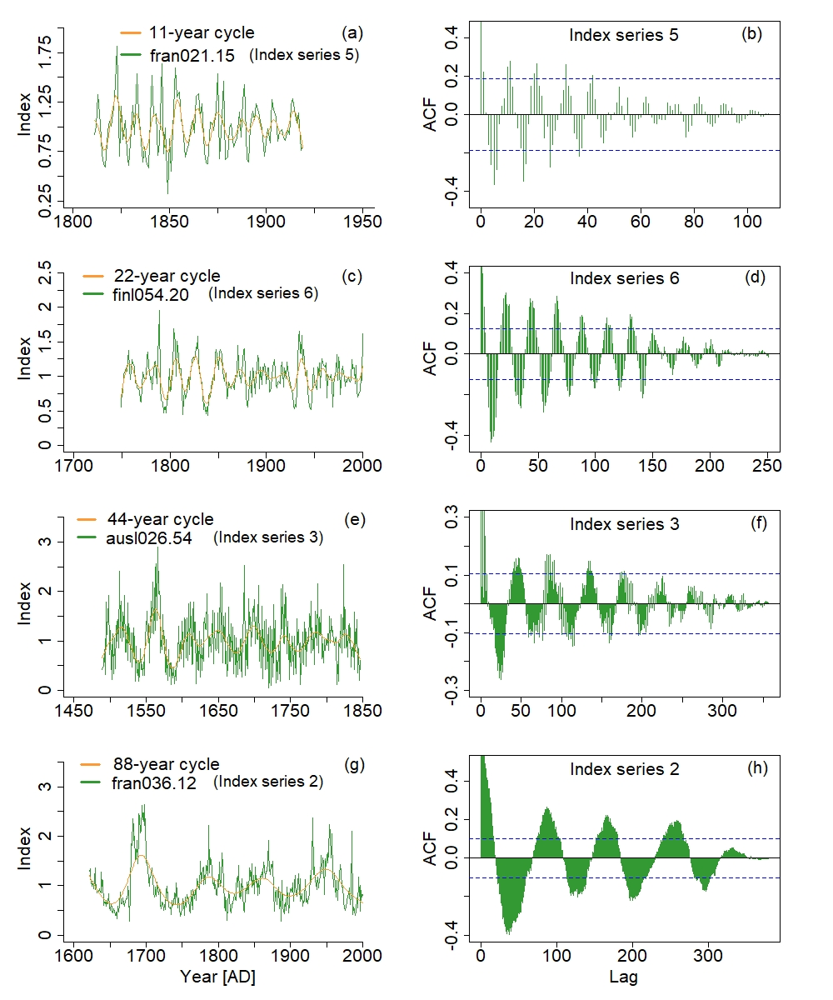 11-year cycle
(a)
fran021.15 (Index series 5)
Index
0.25 0.75 1.25 1.75
1800 1850 1900 1950
Index series 5
(b)
ACF
-0.4 0.0 0.2 0.4
0 20 40 60 80 100
22-year cycle
(c)
finl054.20 (Index series 6)
Index
0 0.5 1 1.5 2 2.5
1700 1800 1900 2000
Index series 6
(d)
ACF
-0.4 0.0 0.2 0.4
0 50 100 150 200 250
44-year cycle
(e)
ausl026.54 (Index series 3)
Index
0 1 2 3
1450 1550 1650 1750 1850
Index series 3
(f)
ACF
-0.3 -0.1 0.1 0.3
0 50 100 200 300
88-year cycle
(g)
fran036.12 (Index series 2)
Index
0 1 2 3
1600 1700 1800 1900 2000
Year [AD]
Index series 2
(h)
ACF
-0.4 0.0 0.2 0.4
0 100 200 300
Lag